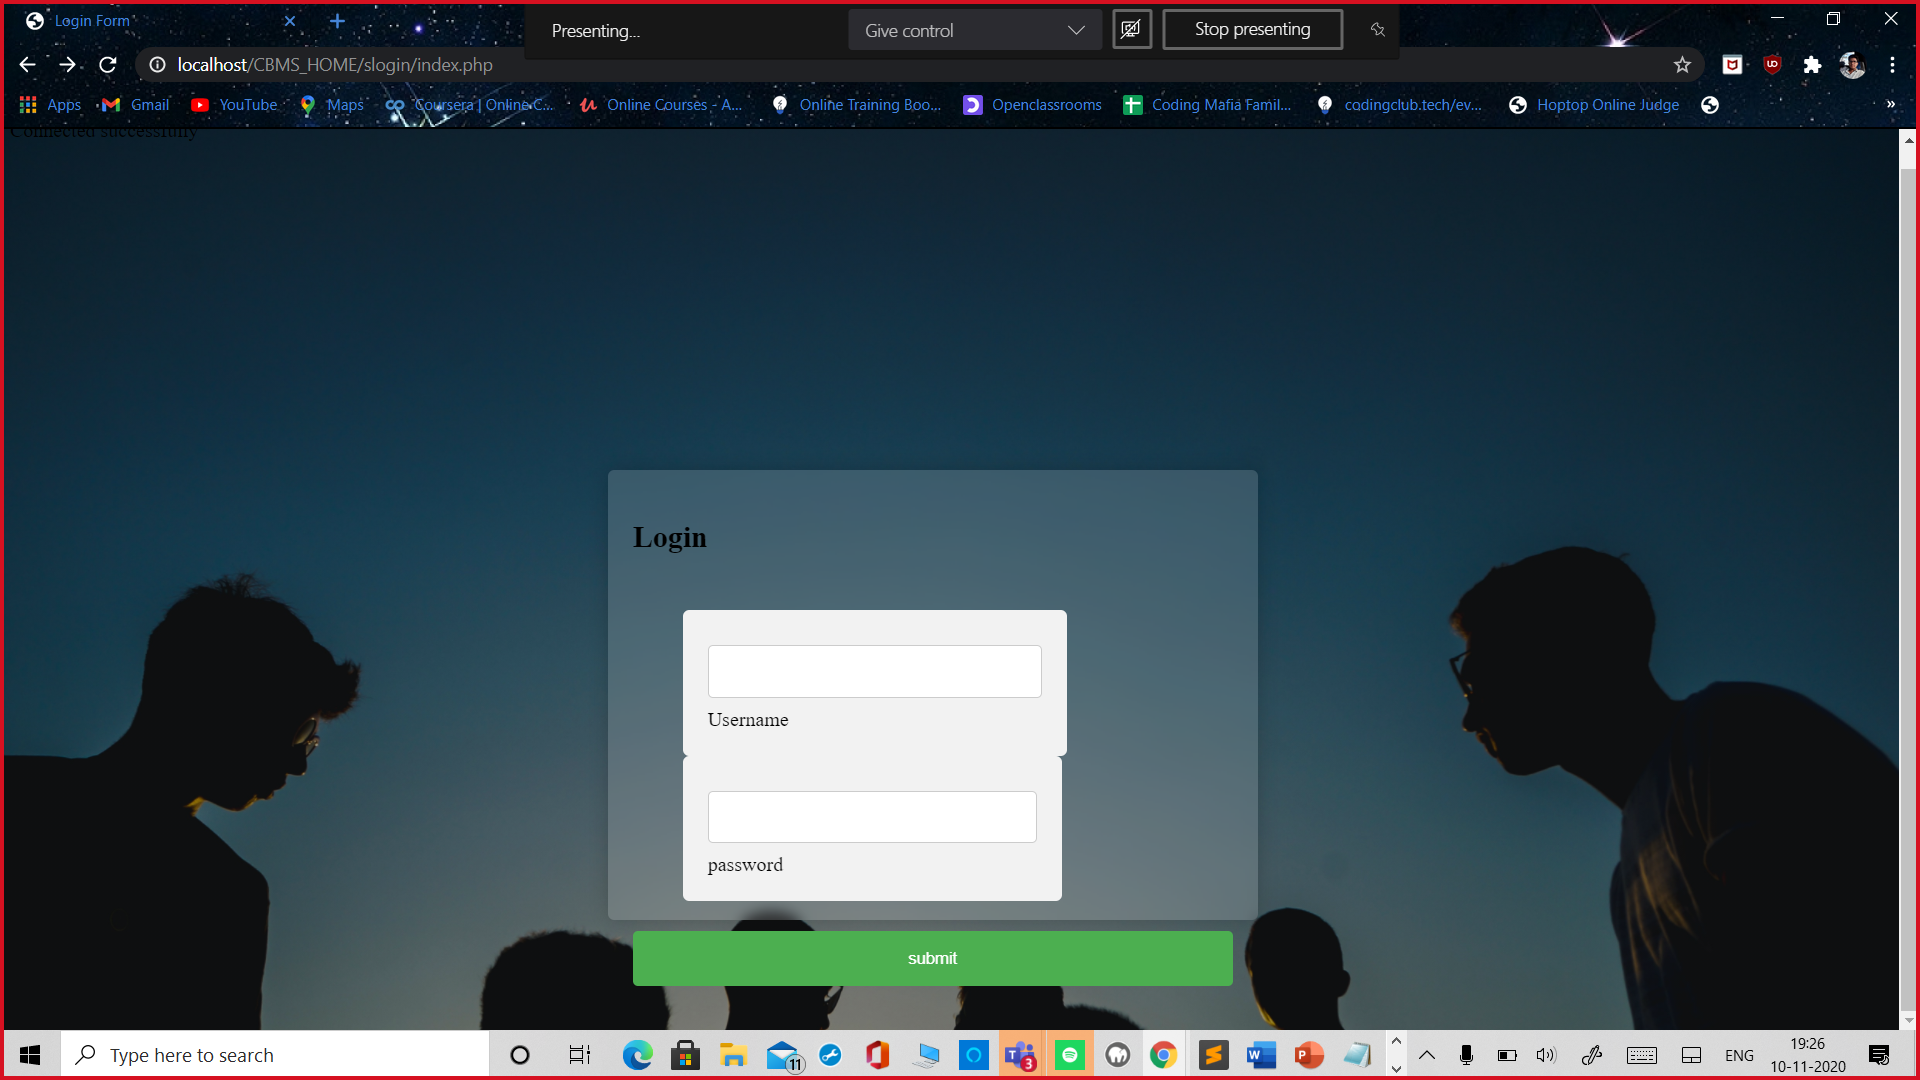 Login Form
Presenting...
Give control
Stop presenting
localhost/CBMS_HOME/slogin/index.php
Apps
Gmail
YouTube
Maps
Coursera | Online C...
Online Courses - A...
Online Training Boo...
Openclassrooms
Coding Mafia Famil...
codingclub.tech/ev...
Hoptop Online Judge
»
Connected successfully
Login
Username
password
submit
Type here to search
11
3
ENG
19:26
10-11-2020